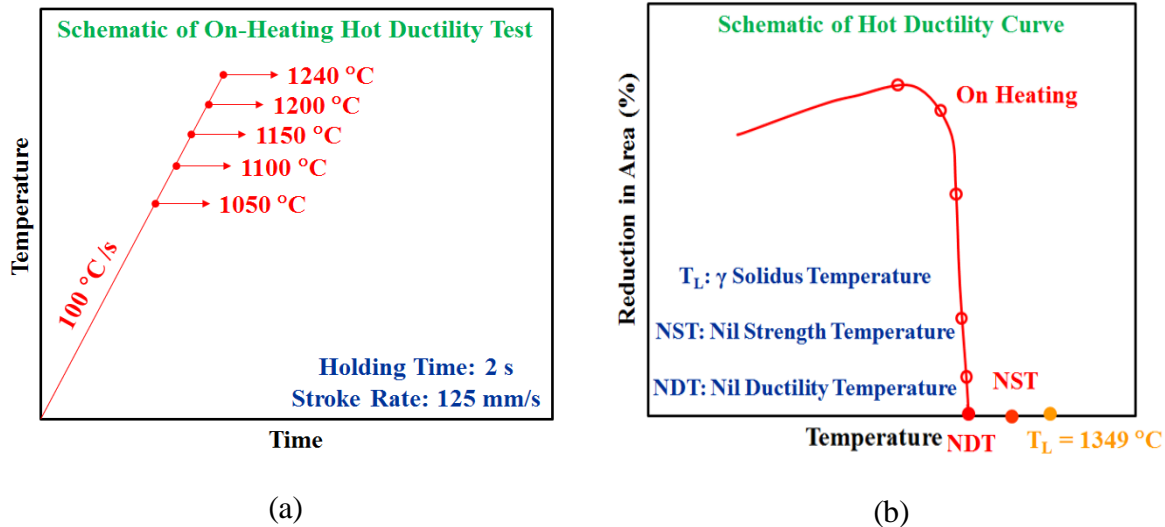 Schematic of On-Heating Hot Ductility Test
1240 °C
1200 °C
1150 °C
1100 °C
1050 °C
100 °C/s
Temperature
Holding Time: 2 s
Stroke Rate: 125 mm/s
Time
(a)
Schematic of Hot Ductility Curve
On Heating
Reduction in Area (%)
T_L: γ Solidus Temperature
NST: Nil Strength Temperature
NDT: Nil Ductility Temperature
NST
Temperature
NDT
T_L = 1349 °C
(b)